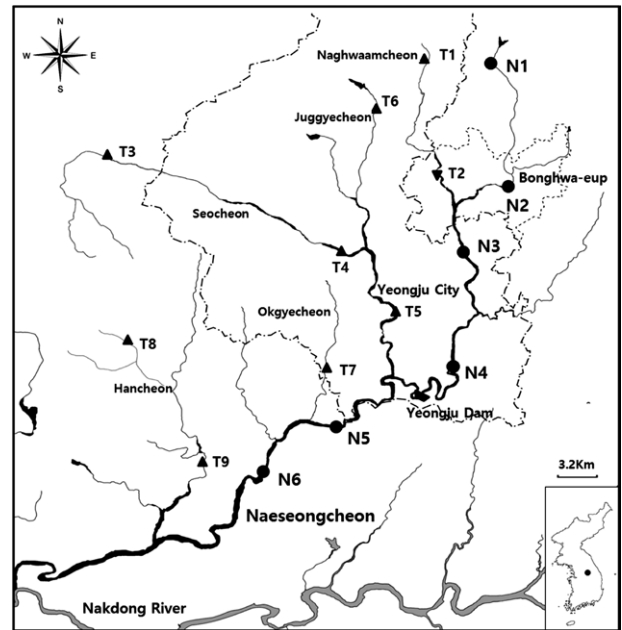 N
W
E
S
Naghwaamcheon
T1
N1
T6
Juggyecheon
T3
T2
Bonghwa-eup
N2
Seocheon
N3
T4
Yeongju City
Okgyecheon
T5
T8
T7
N4
Hancheon
Yeongju Dam
N5
T9
3.2Km
N6
Naeseongcheon
Nakdong River